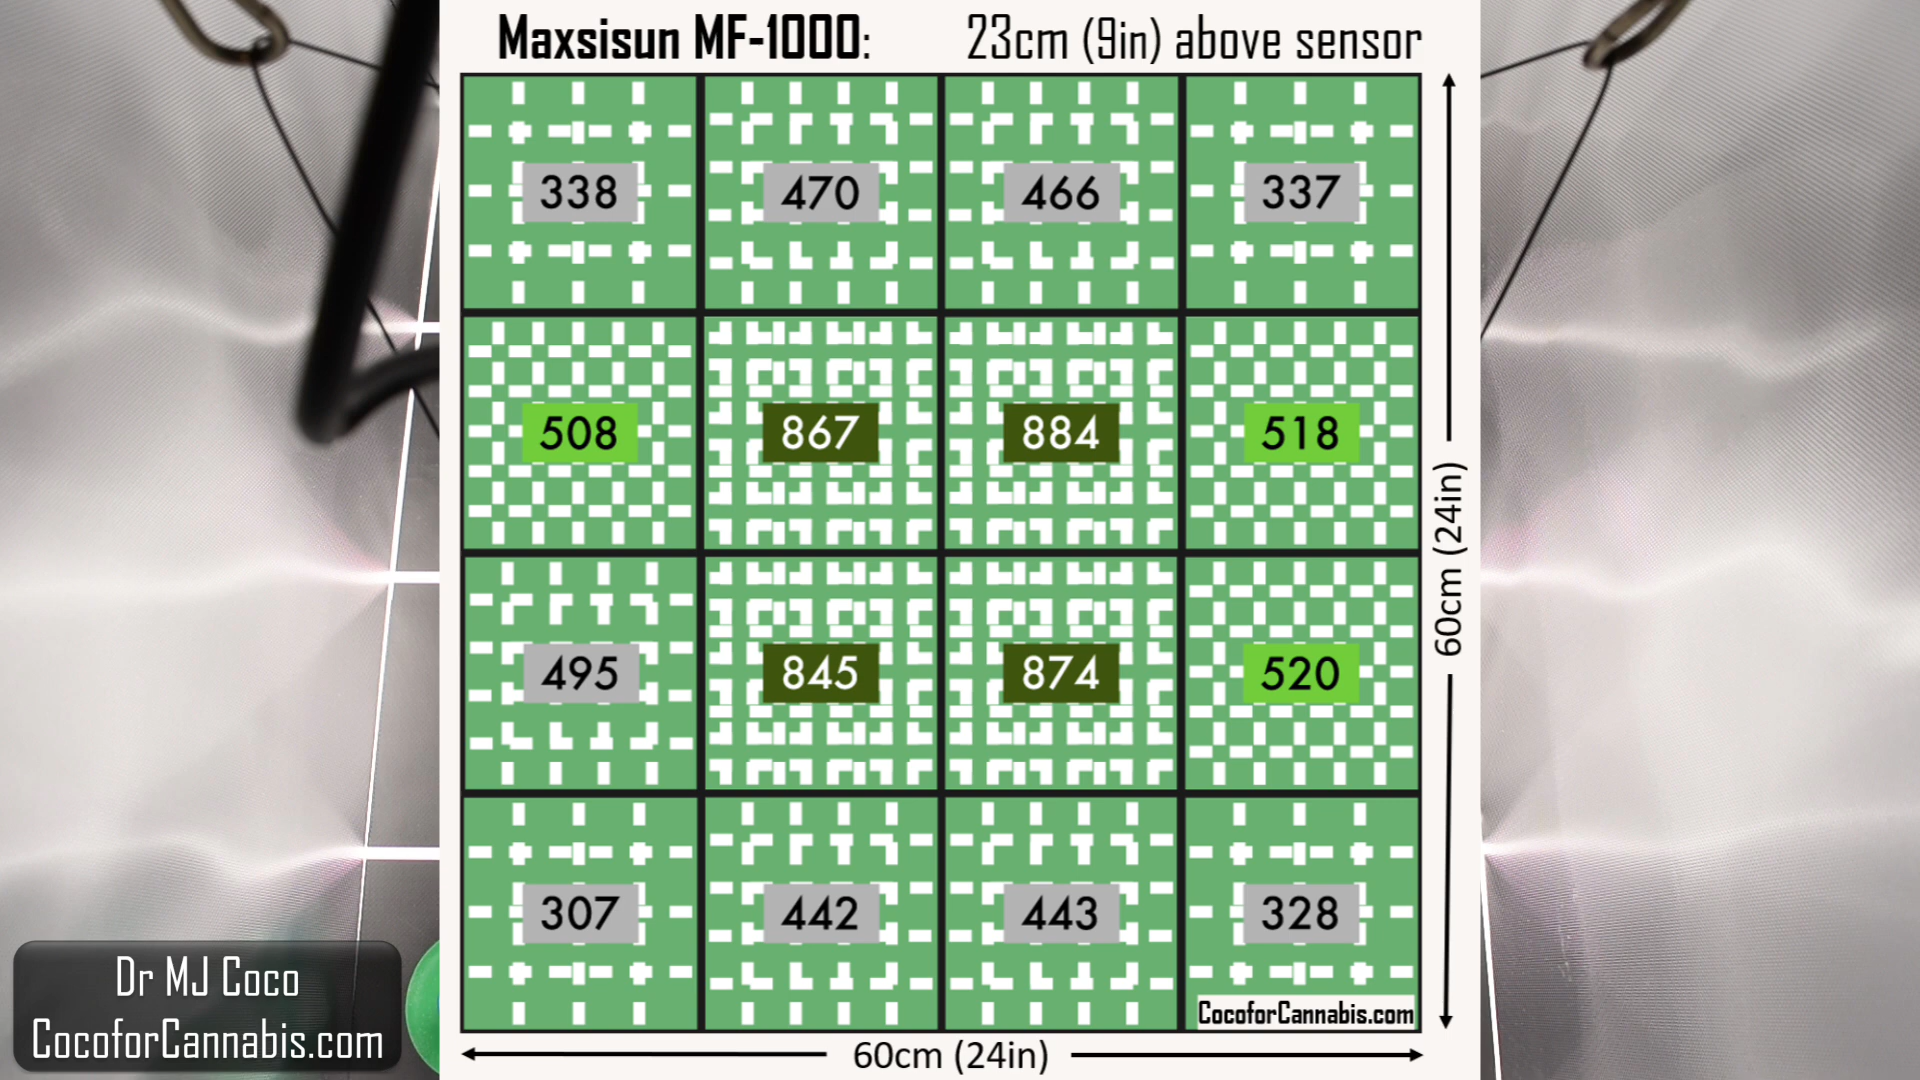 Maxsisun MF-1000: 23cm (9in) above sensor
338 470 466 337
508 867 884 518
495 845 874 520
307 442 443 328
60cm (24in)
CocoforCannabis.com
60cm (24in)
Dr MJ Coco
CocoforCannabis.com